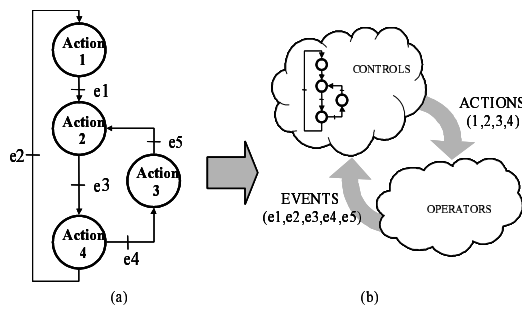 Action
1
e1
Action
2
e2
e5
e3
Action
3
Action
4
e4
(a)
CONTROLS
ACTIONS
(1,2,3,4)
EVENTS
(e1,e2,e3,e4,e5)
OPERATORS
(b)